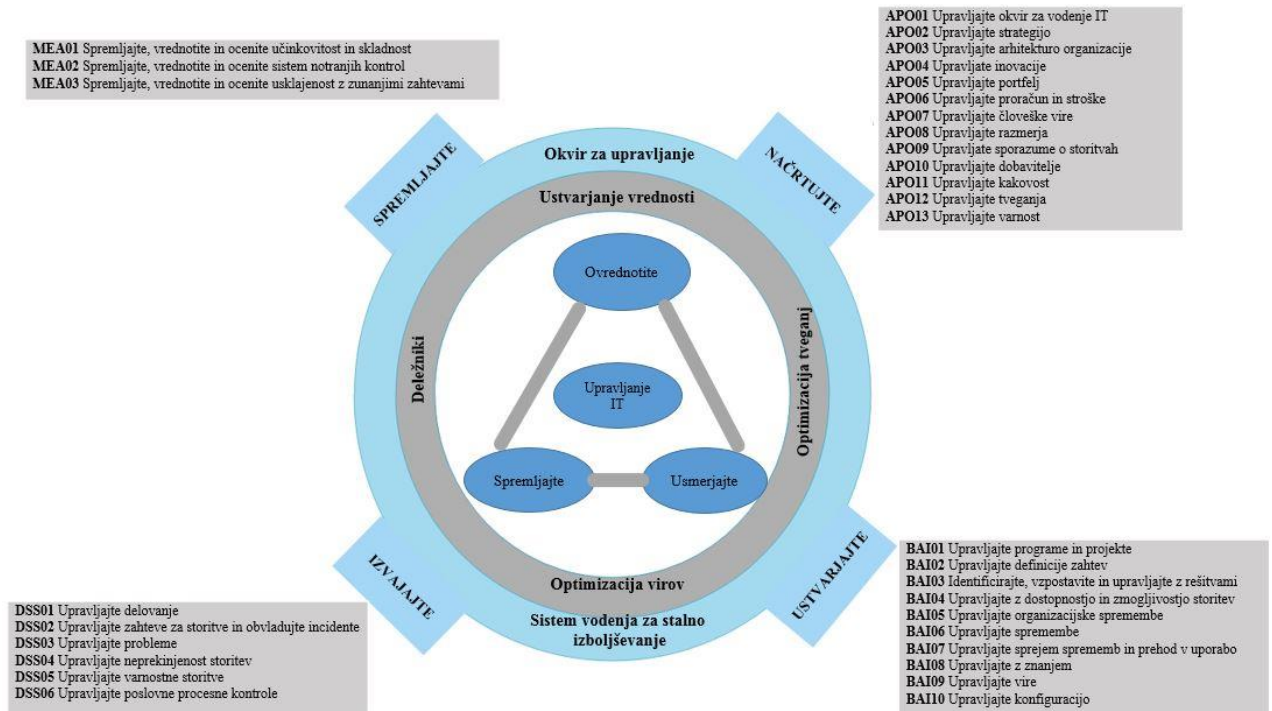 MEA01 Spremljajte, vrednotite in ocenite učinkovitost in skladnost
MEA02 Spremljajte, vrednotite in ocenite sistem notranjih kontrol
MEA03 Spremljajte, vrednotite in ocenite usklajenost z zunanjimi zahtevami
APO01 Upravljajte okvir za vodenje IT
APO02 Upravljajte strategijo
APO03 Upravljajte arhitekturo organizacije
APO04 Upravljate inovacije
APO05 Upravljate portfelj
APO06 Upravljajte proračun in stroške
APO07 Upravljajte človeške vire
APO08 Upravljajte razmerja
APO09 Upravljate sporazume o storitvah
APO10 Upravljajte dobavitelje
APO11 Upravljajte kakovost
APO12 Upravljajte tveganja
APO13 Upravljajte varnost
SPREMLJAJTE
NAČRTUJTE
Okvir za upravljanje
Ustvarjanje vrednosti
Ovrednotite
Deležniki
Optimizacija tveganj
Upravljanje
IT
Spremljajte
Usmerjajte
IZVAJAJTE
USTVARJAJTE
Optimizacija virov
Sistem vodenja za stalno
izboljševanje
DSS01 Upravljajte delovanje
DSS02 Upravljajte zahteve za storitve in obvladujte incidente
DSS03 Upravljajte probleme
DSS04 Upravljajte neprekinjenost storitev
DSS05 Upravljajte varnostne storitve
DSS06 Upravljajte poslovne procesne kontrole
BAI01 Upravljajte programe in projekte
BAI02 Upravljajte definicije zahtev
BAI03 Identificirajte, vzpostavite in upravljajte z rešitvami
BAI04 Upravljajte z dostopnostjo in zmogljivostjo storitev
BAI05 Upravljajte organizacijske spremembe
BAI06 Upravljajte spremembe
BAI07 Upravljajte sprejem sprememb in prehod v uporabo
BAI08 Upravljajte z znanjem
BAI09 Upravljajte vire
BAI10 Upravljajte konfiguracijo